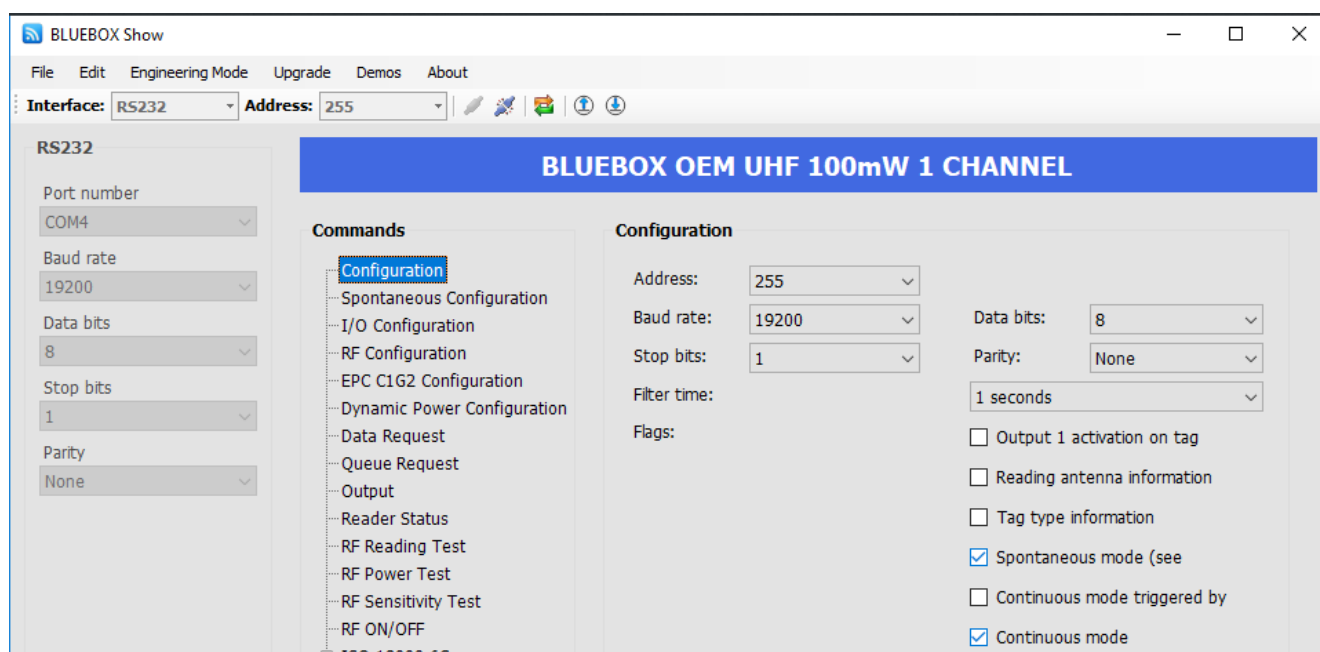 BLUEBOX Show
File Edit Engineering Mode Upgrade Demos About
Interface: RS232 Address: 255
RS232
Port number
COM4
Baud rate
19200
Data bits
8
Stop bits
1
Parity
None
BLUEBOX OEM UHF 100mW 1 CHANNEL
Commands
Configuration
Spontaneous Configuration
I/O Configuration
RF Configuration
EPC C1G2 Configuration
Dynamic Power Configuration
Data Request
Queue Request
Output
Reader Status
RF Reading Test
RF Power Test
RF Sensitivity Test
RF ON/OFF
Configuration
Address: 255
Baud rate: 19200 Data bits: 8
Stop bits: 1 Parity: None
Filter time: 1 seconds
Flags: Output 1 activation on tag
Reading antenna information
Tag type information
Spontaneous mode (see
Continuous mode triggered by
Continuous mode